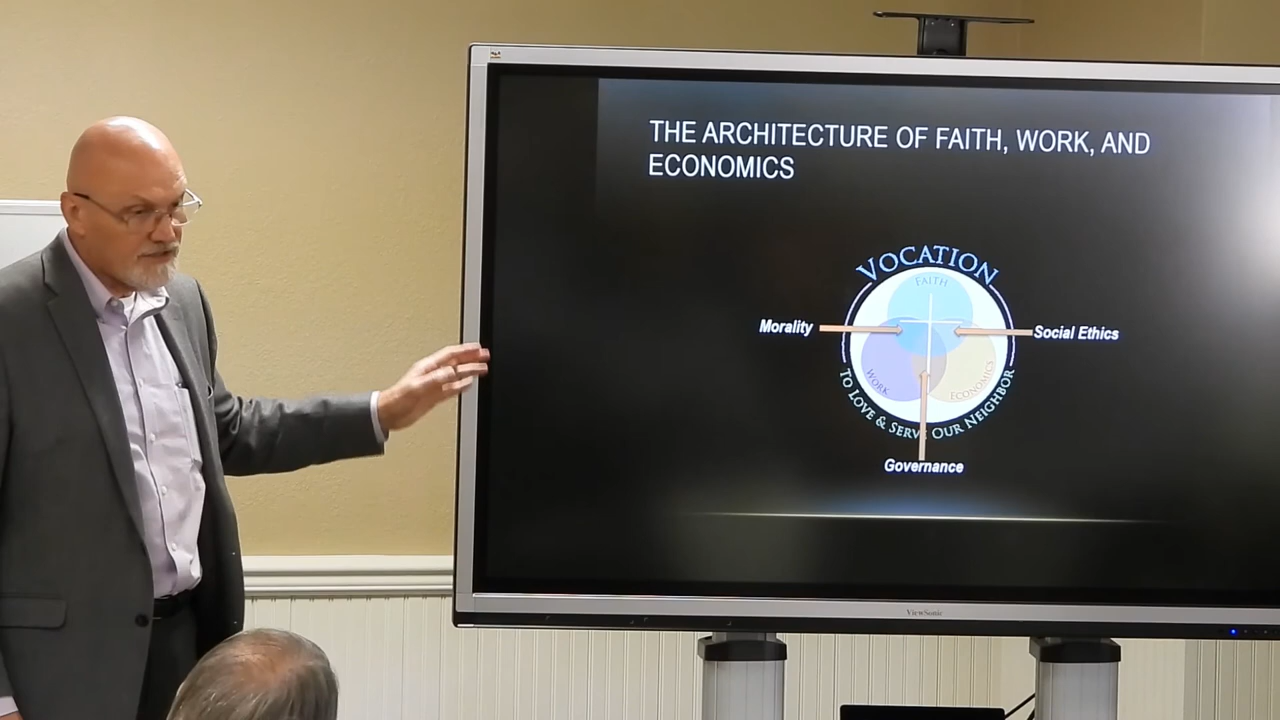 THE ARCHITECTURE OF FAITH, WORK, AND
ECONOMICS
VOCATION
FAITH
Morality
Social Ethics
WORK
ECONOMICS
TO LOVE & SERVE OUR NEIGHBOR
Governance
ViewSonic